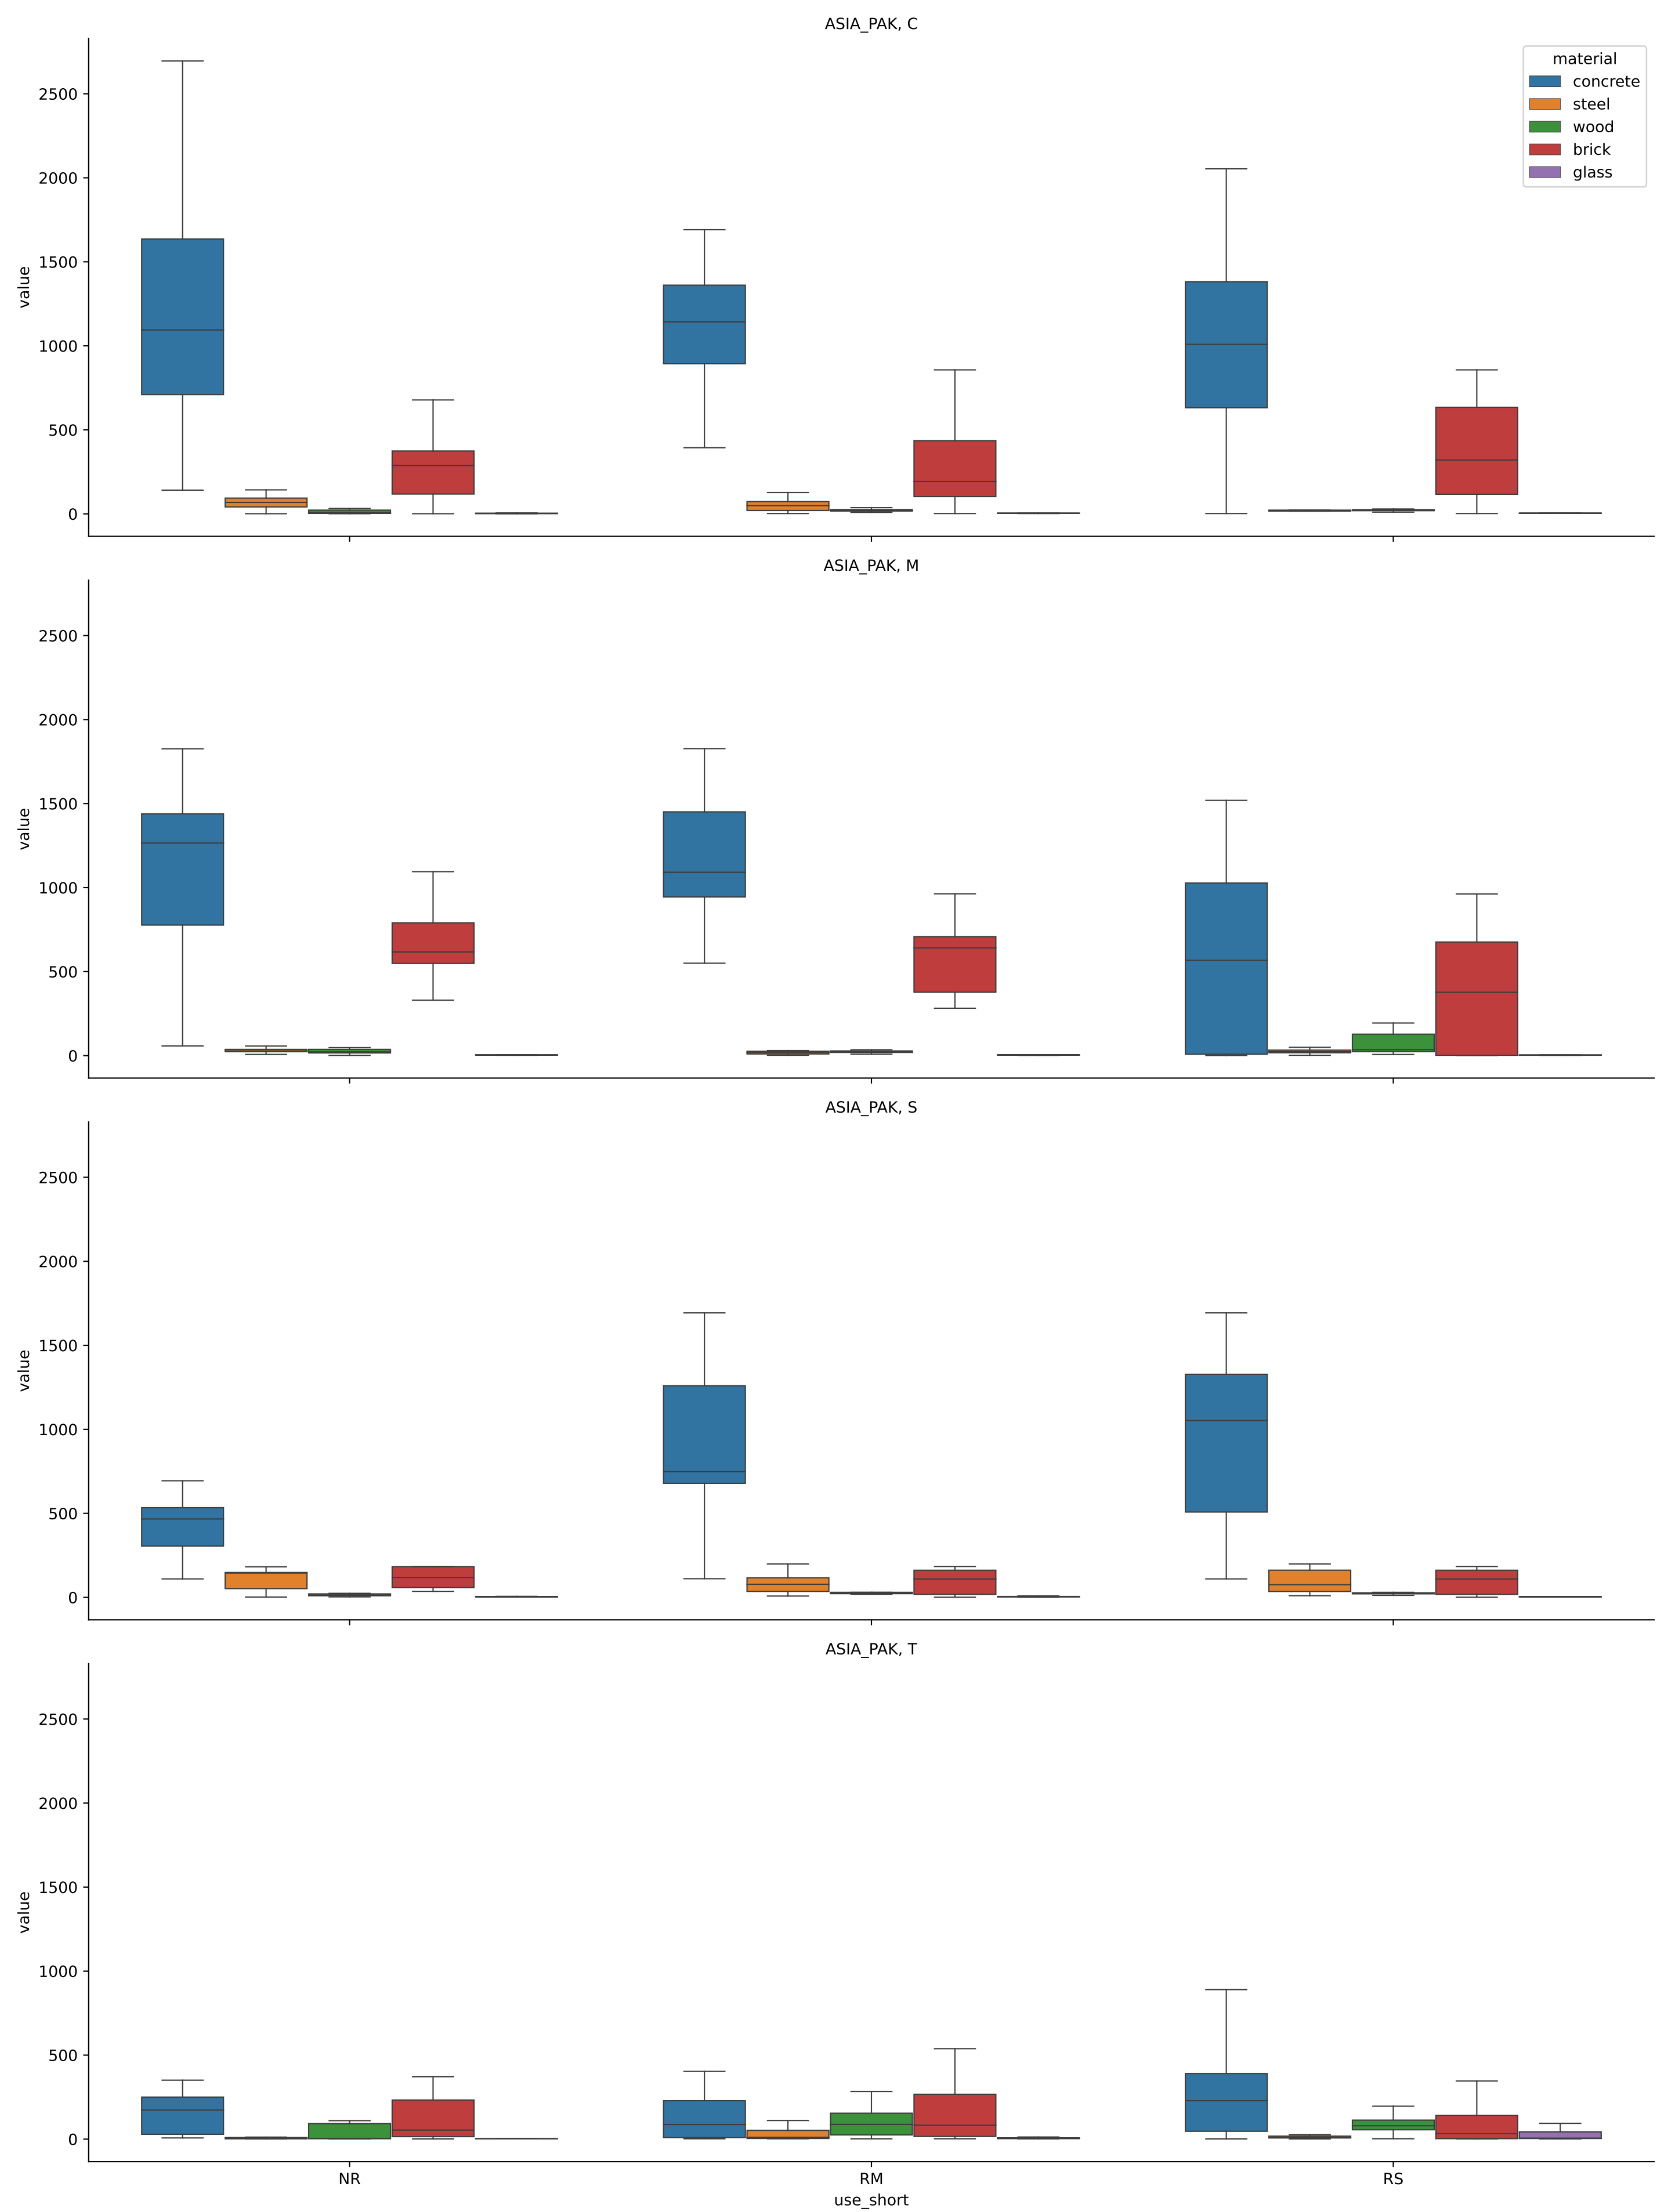 ASIA_PAK, C
material
concrete
steel
wood
brick
glass
value
2500
2000
1500
1000
500
0
ASIA_PAK, M
value
2500
2000
1500
1000
500
0
ASIA_PAK, S
value
2500
2000
1500
1000
500
0
ASIA_PAK, T
value
2500
2000
1500
1000
500
0
NR RM RS
use_short